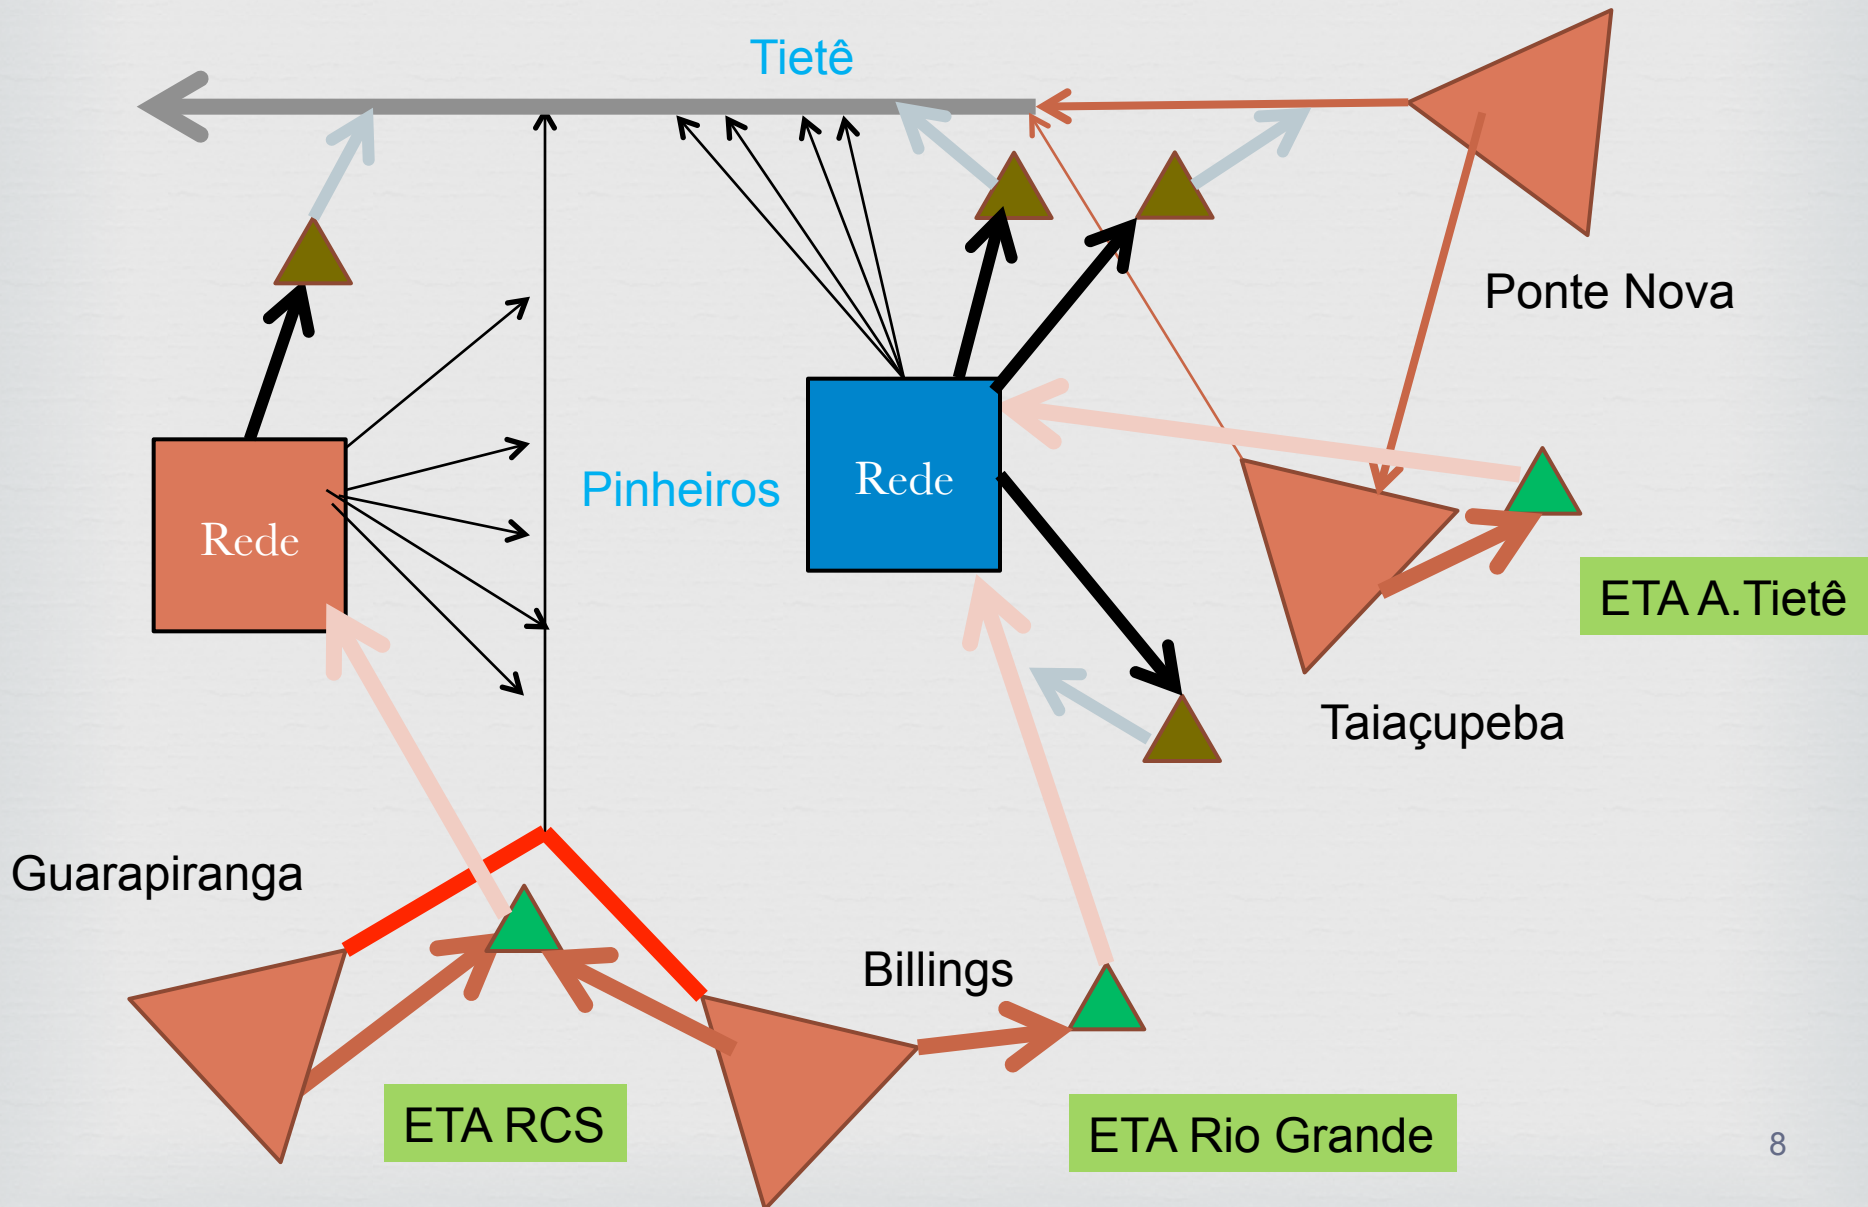 Tietê
Ponte Nova
Pinheiros
Rede
Rede
ETA A.Tietê
Taiaçupeba
Guarapiranga
Billings
ETA RCS
ETA Rio Grande
8